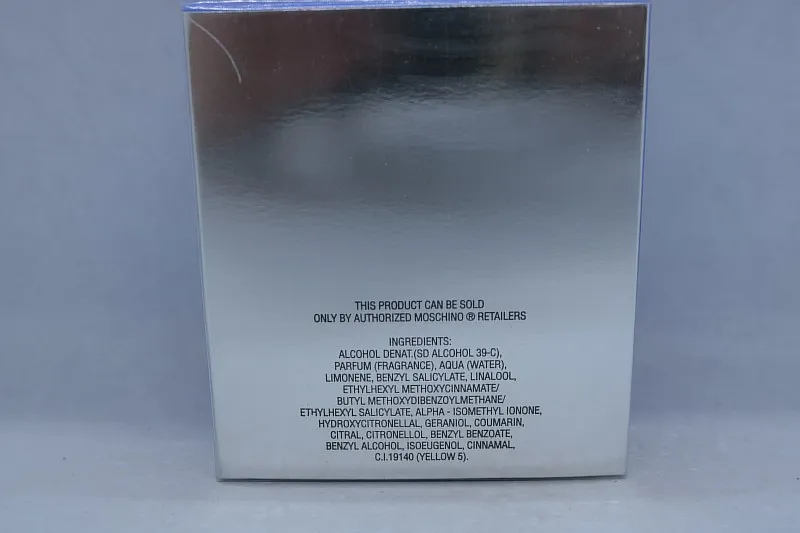 THIS PRODUCT CAN BE SOLD
ONLY BY AUTHORIZED MOSCHINO ® RETAILERS
INGREDIENTS:
ALCOHOL DENAT.(SD ALCOHOL 39-C),
PARFUM (FRAGRANCE), AQUA (WATER),
LIMONENE, BENZYL SALICYLATE, LINALOOL,
ETHYLHEXYL METHOXYCINNAMATE/
BUTYL METHOXYDIBENZOYLMETHANE/
ETHYLHEXYL SALICYLATE, ALPHA - ISOMETHYL IONONE,
HYDROXYCITRONELLAL, GERANIOL, COUMARIN,
CITRAL, CITRONELLOL, BENZYL BENZOATE,
BENZYL ALCOHOL, ISOEUGENOL, CINNAMAL,
C.I.19140 (YELLOW 5).